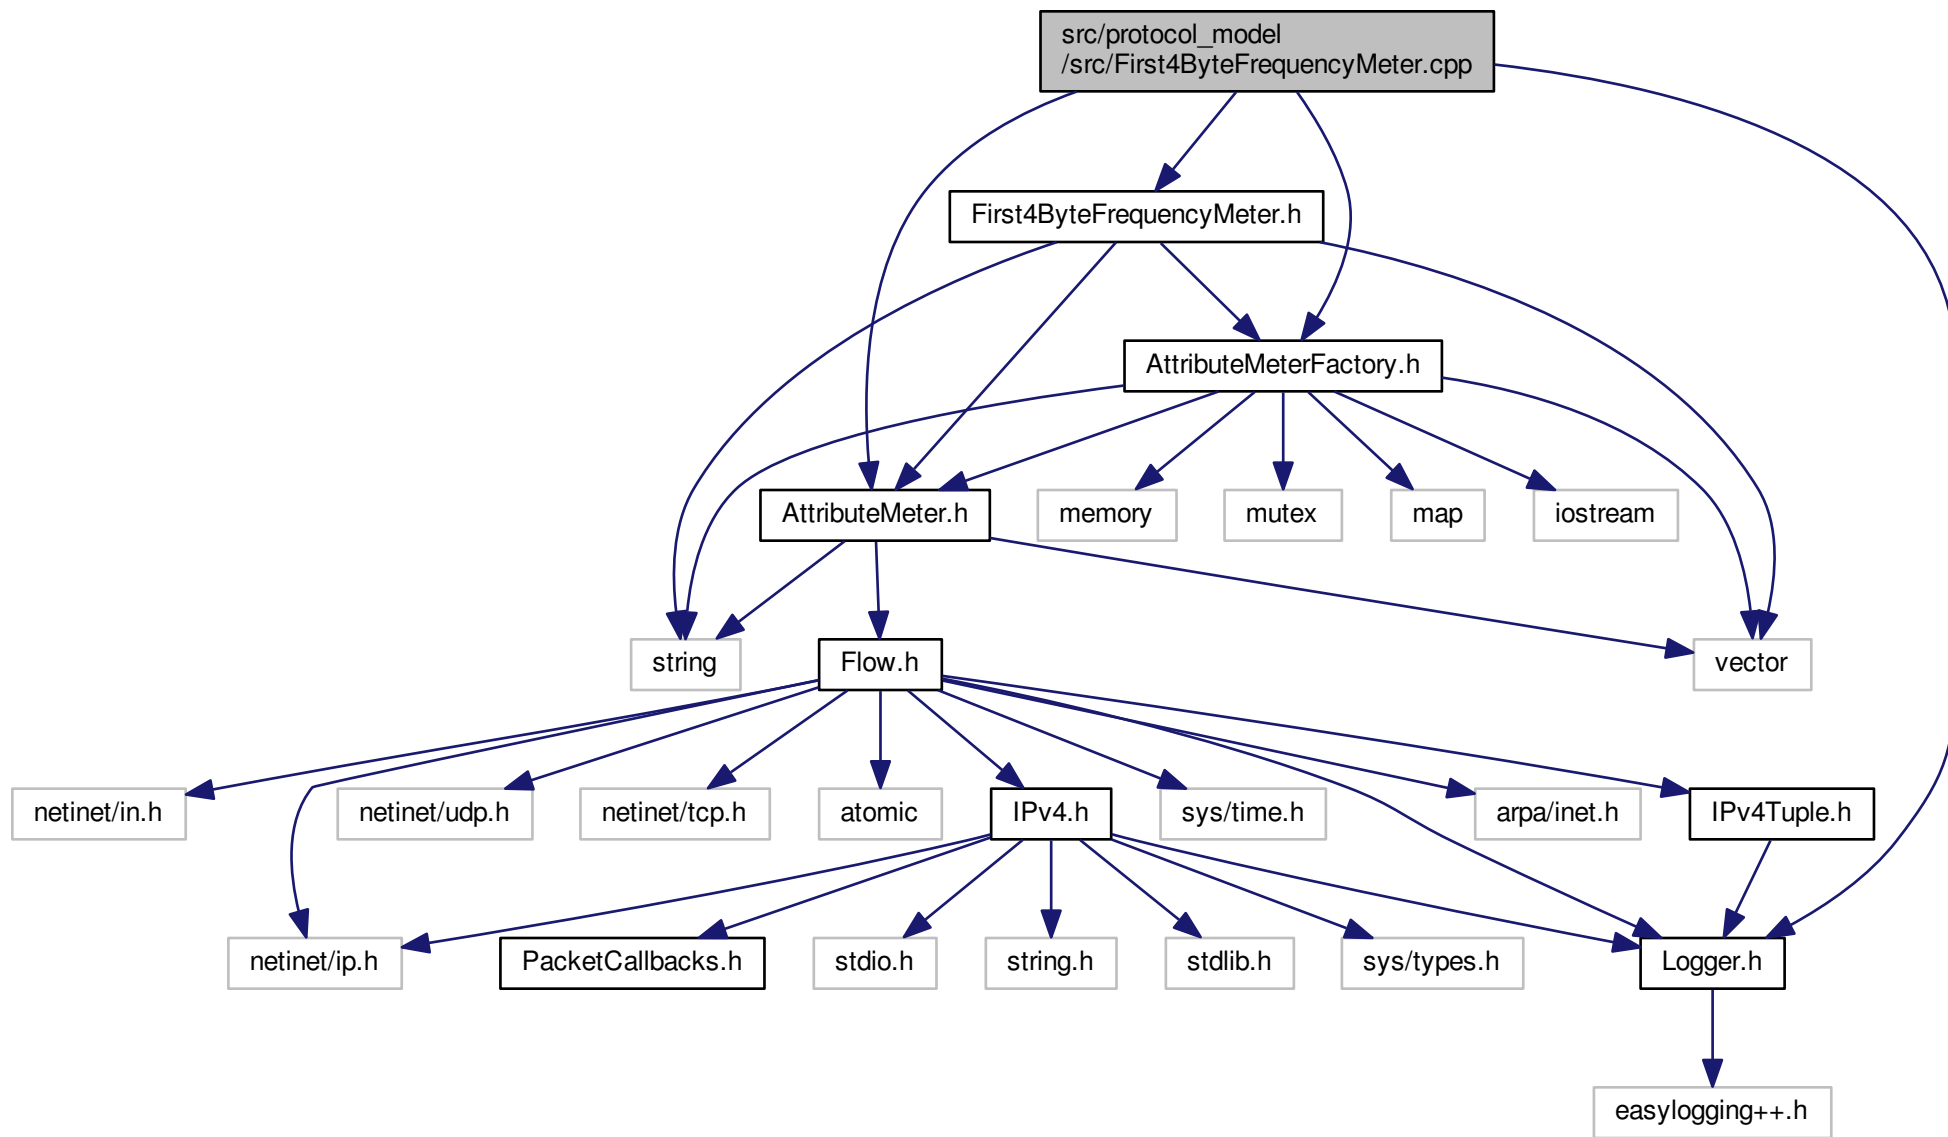 src/protocol_model
/src/First4ByteFrequencyMeter.cpp
First4ByteFrequencyMeter.h
AttributeMeterFactory.h
AttributeMeter.h
memory
mutex
map
iostream
string
Flow.h
vector
netinet/in.h
netinet/udp.h
netinet/tcp.h
atomic
IPv4.h
sys/time.h
arpa/inet.h
IPv4Tuple.h
netinet/ip.h
PacketCallbacks.h
stdio.h
string.h
stdlib.h
sys/types.h
Logger.h
easylogging++.h